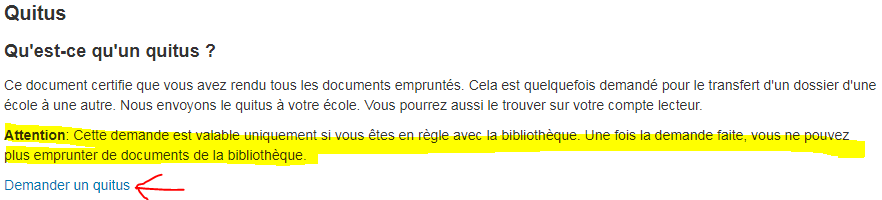 Quitus
Qu'est-ce qu'un quitus ?
Ce document certifie que vous avez rendu tous les documents empruntés. Cela est quelquefois demandé pour le transfert d'un dossier d'une
école à une autre. Nous envoyons le quitus à votre école. Vous pourrez aussi le trouver sur votre compte lecteur.
Attention: Cette demande est valable uniquement si vous êtes en règle avec la bibliothèque. Une fois la demande faite, vous ne pouvez
plus emprunter de documents de la bibliothèque.
Demander un quitus